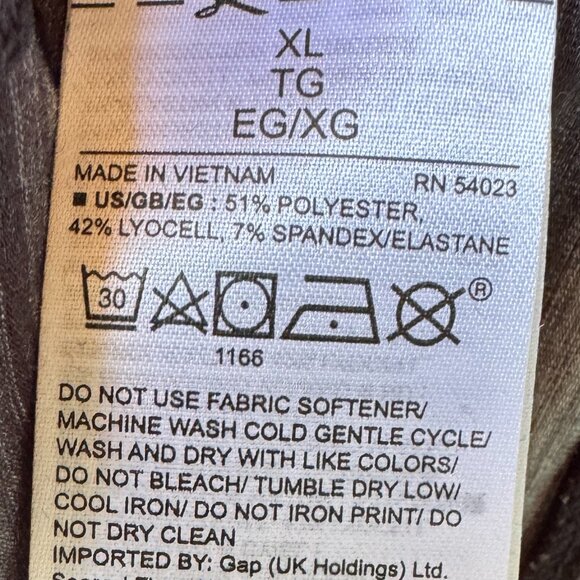 XL
TG
EG/XG
MADE IN VIETNAM RN 54023
■ US/GB/EG : 51% POLYESTER,
42% LYOCELL, 7% SPANDEX/ELASTANE
30 ®
1166
DO NOT USE FABRIC SOFTENER/
MACHINE WASH COLD GENTLE CYCLE/
WASH AND DRY WITH LIKE COLORS/
DO NOT BLEACH/ TUMBLE DRY LOW/
COOL IRON/ DO NOT IRON PRINT/ DO
NOT DRY CLEAN
IMPORTED BY: Gap (UK Holdings) Ltd.